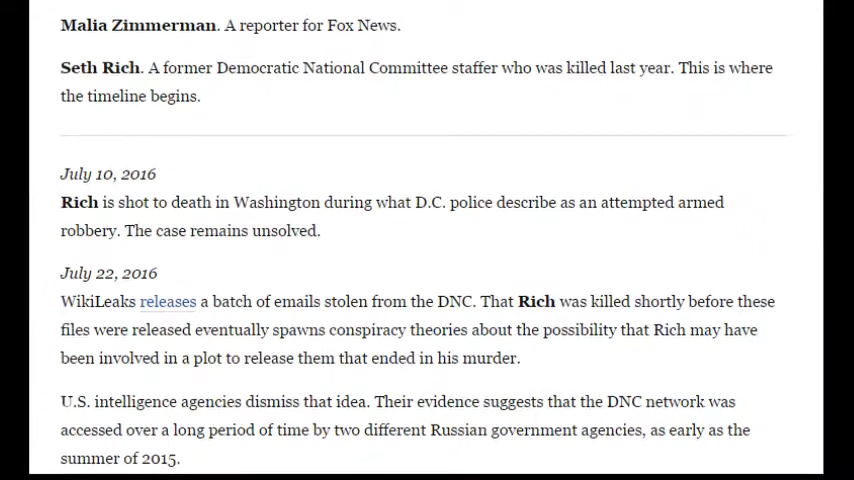 Malia Zimmerman. A reporter for Fox News.
Seth Rich. A former Democratic National Committee staffer who was killed last year. This is where
the timeline begins.
July 10, 2016
Rich is shot to death in Washington during what D.C. police describe as an attempted armed
robbery. The case remains unsolved.
July 22, 2016
WikiLeaks releases a batch of emails stolen from the DNC. That Rich was killed shortly before these
files were released eventually spawns conspiracy theories about the possibility that Rich may have
been involved in a plot to release them that ended in his murder.
U.S. intelligence agencies dismiss that idea. Their evidence suggests that the DNC network was
accessed over a long period of time by two different Russian government agencies, as early as the
summer of 2015.